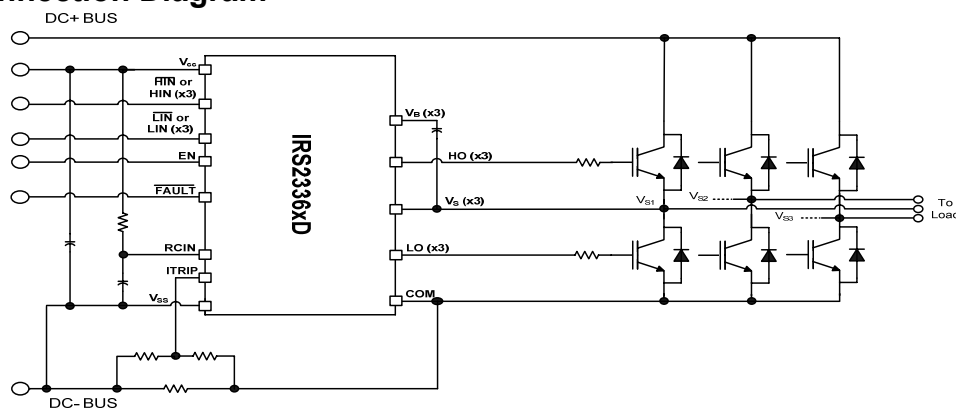 DC+ BUS
Vcc
HIN or
HIN (x3)
LIN or
LIN (x3)
EN
FAULT
RCIN
ITRIP
VSS
IRS2336xD
VB (x3)
HO (x3)
VS (x3)
LO (x3)
COM
VS1
VS2
VS3
To
Load
DC- BUS